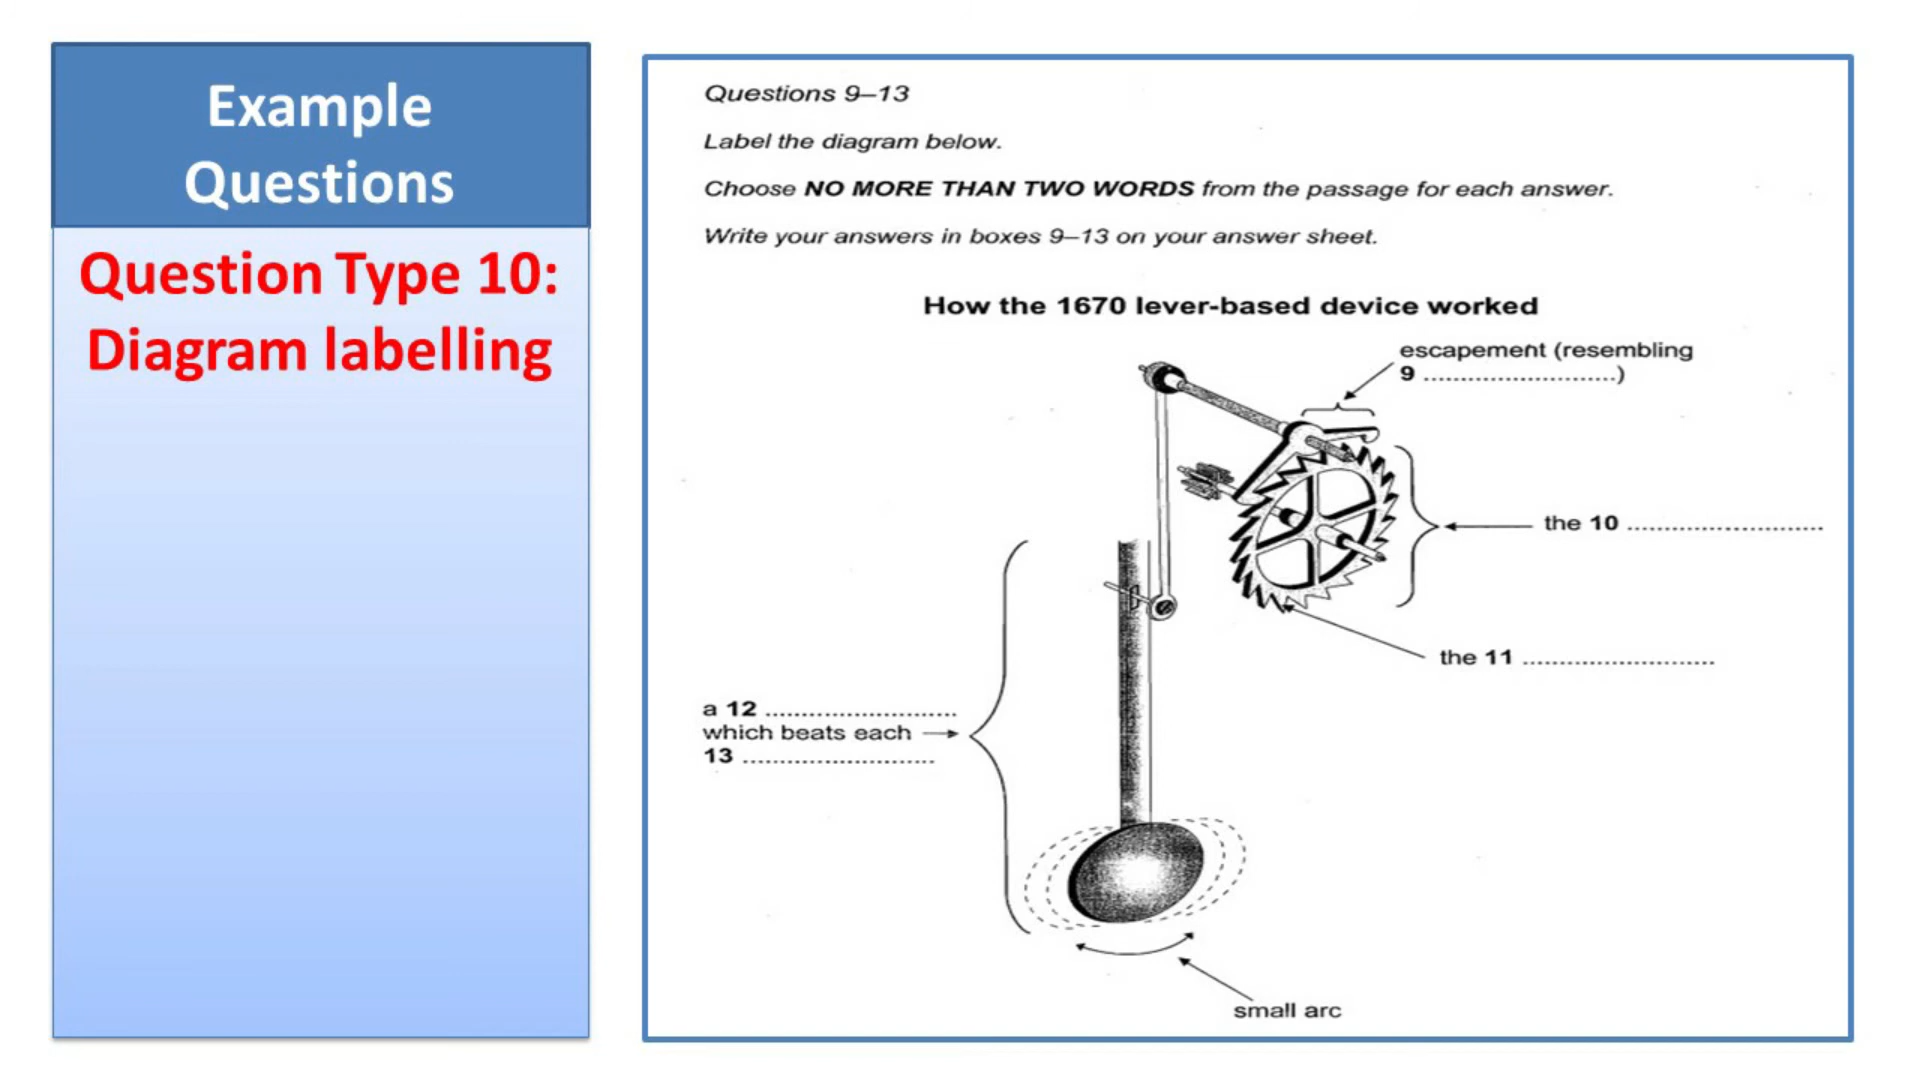 Example
Questions
Question Type 10:
Diagram labelling
Questions 9–13
Label the diagram below.
Choose NO MORE THAN TWO WORDS from the passage for each answer.
Write your answers in boxes 9–13 on your answer sheet.
How the 1670 lever-based device worked
escapement (resembling
9 ........................)
the 10 ........................
the 11 ........................
a 12 ........................
which beats each
13 ........................
small arc